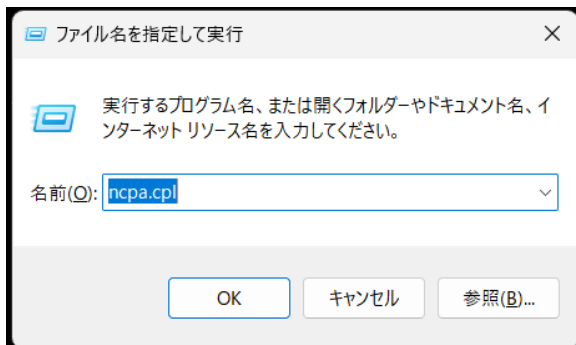 ファイル名を指定して実行
実行するプログラム名、または開くフォルダーやドキュメント名、イ
ンターネット リソース名を入力してください。
名前(O): ncpa.cpl
OK キャンセル 参照(B)...